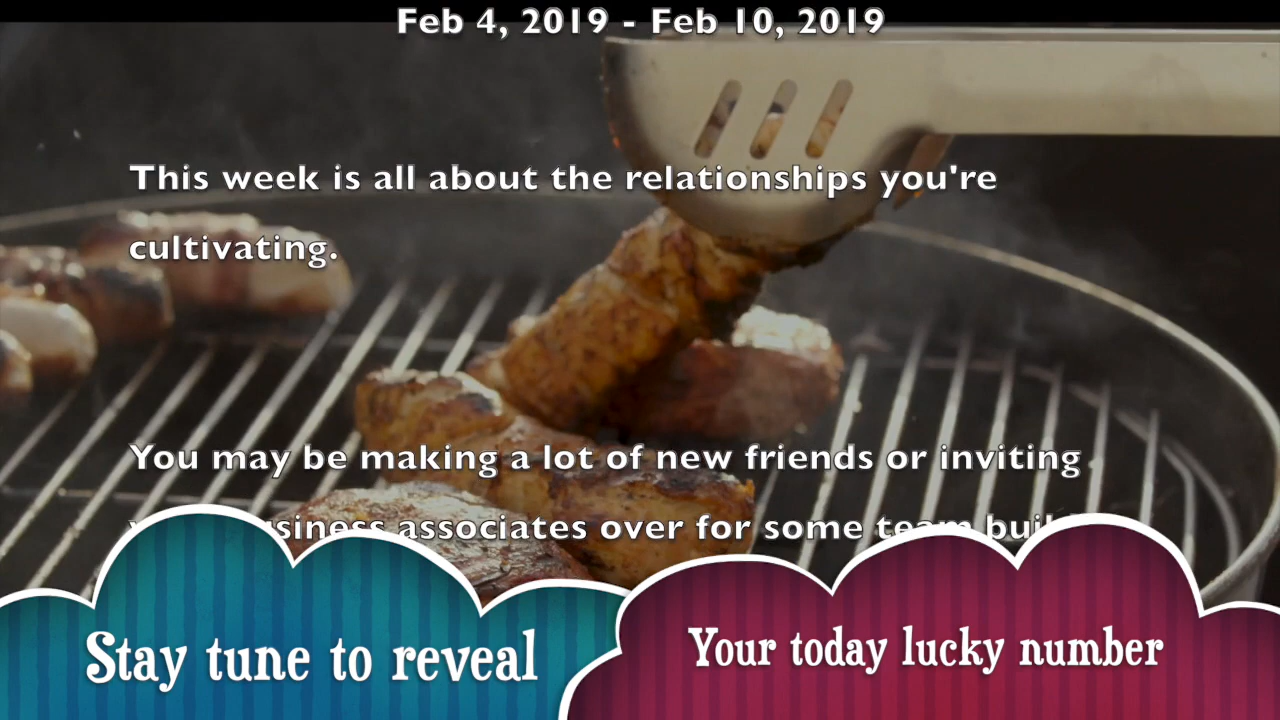 Feb 4, 2019 - Feb 10, 2019
This week is all about the relationships you're
cultivating.
You may be making a lot of new friends or inviting
associates over for some
Stay tune to reveal
Your today lucky number